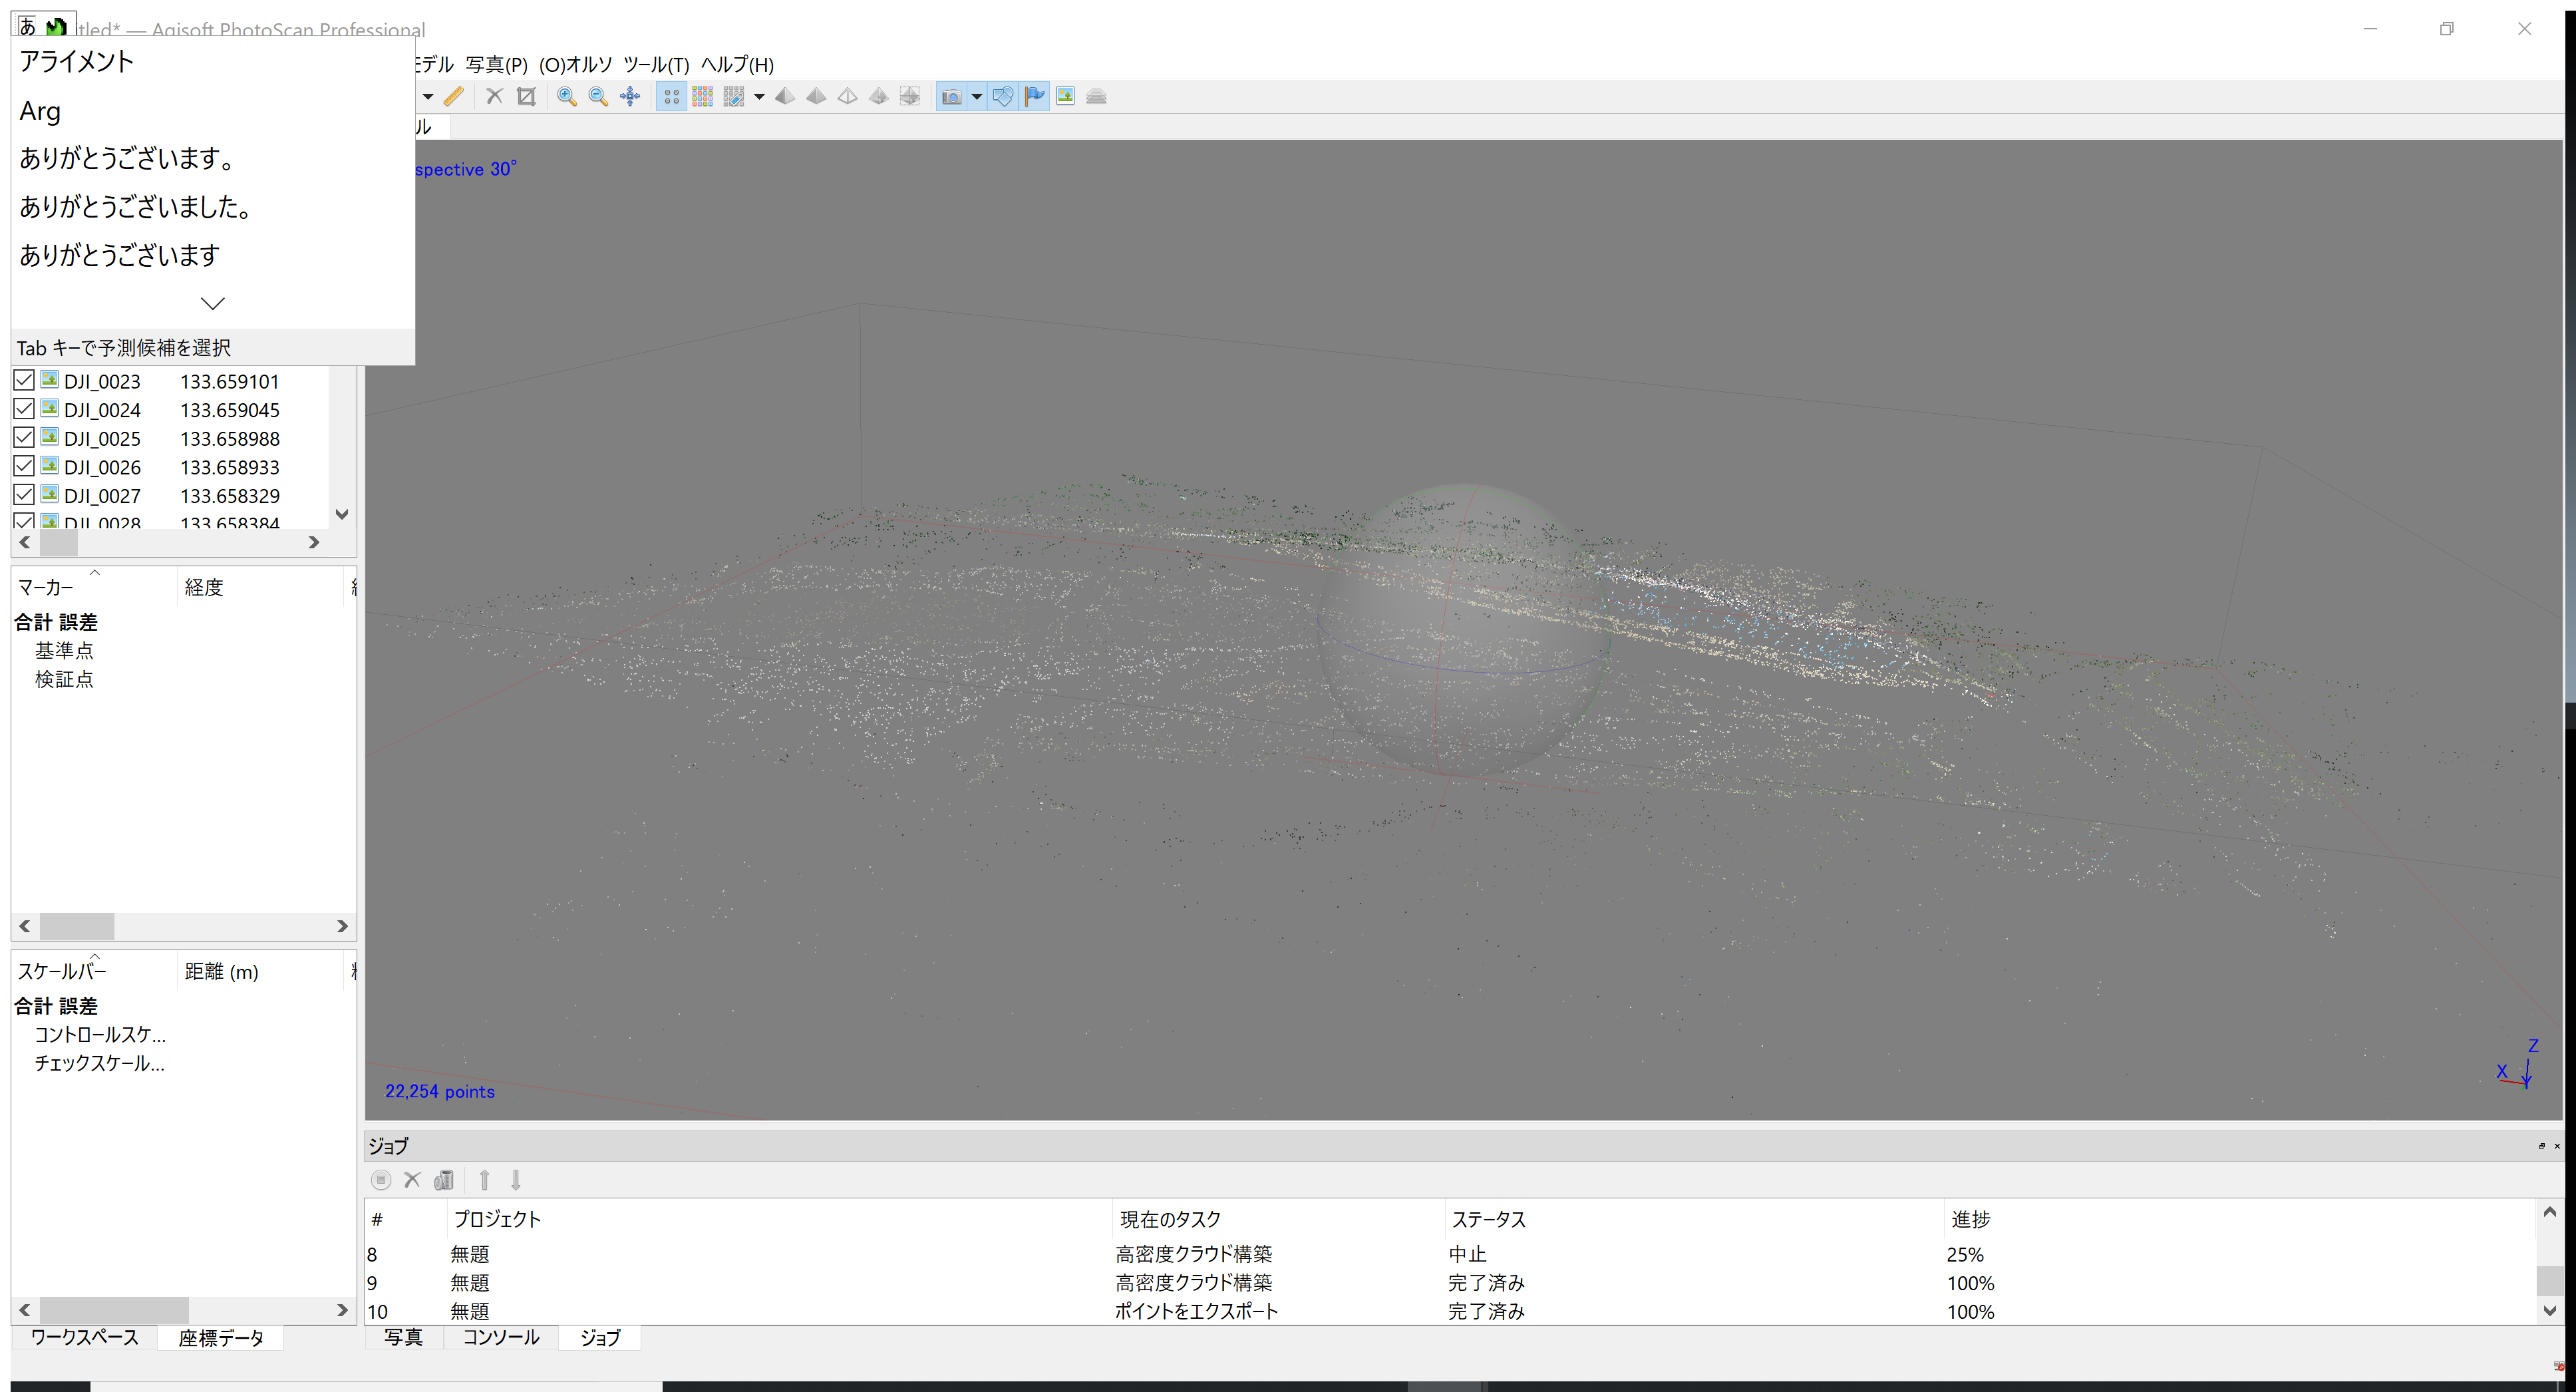 あ
tled* — Agisoft PhotoScan Professional
アライメント
Arg
ありがとうございます。
ありがとうございました。
ありがとうございます
Tab キーで予測候補を選択
モデル 写真(P) (O)オルソ ツール(T) ヘルプ(H)
ル
spective 30°
DJI_0023 133.659101
DJI_0024 133.659045
DJI_0025 133.658988
DJI_0026 133.658933
DJI_0027 133.658329
DJI_0028 133.658384
マーカー 経度
合計 誤差
基準点
検証点
スケールバー 距離 (m)
合計 誤差
コントロールスケ...
チェックスケール...
ワークスペース 座標データ
22,254 points
Z
X
Y
ジョブ
# プロジェクト 現在のタスク ステータス 進捗
8 無題 高密度クラウド構築 中止 25%
9 無題 高密度クラウド構築 完了済み 100%
10 無題 ポイントをエクスポート 完了済み 100%
写真 コンソール ジョブ